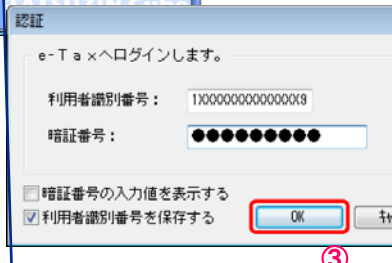 認証
e-Taxへログインします。
利用者識別番号： 1XXXXXXXXXXXXXX9
暗証番号： ●●●●●●●●●
暗証番号の入力値を表示する
利用者識別番号を保存する OK ｷｬ
③